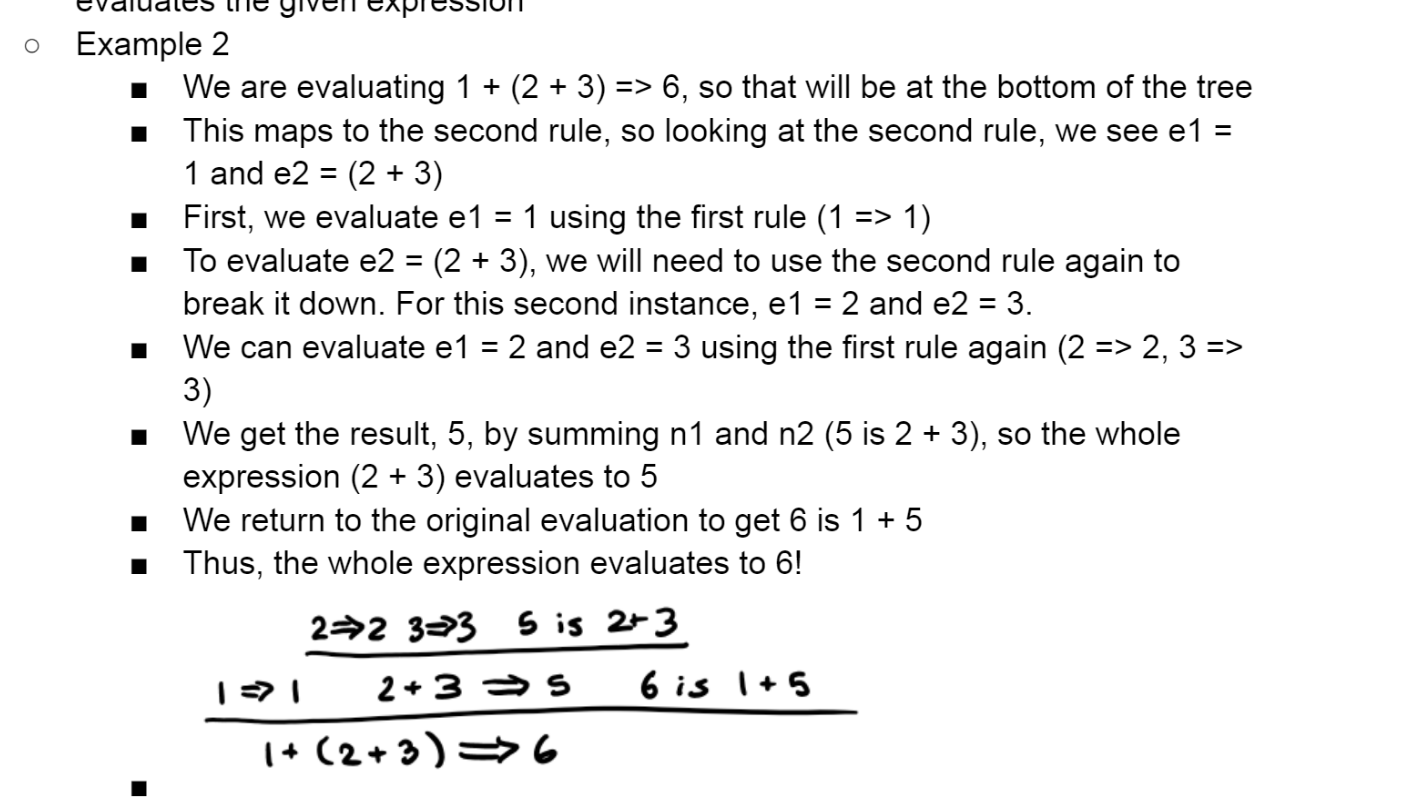 evaluates the given expression
○ Example 2
■ We are evaluating 1 + (2 + 3) => 6, so that will be at the bottom of the tree
■ This maps to the second rule, so looking at the second rule, we see e1 =
1 and e2 = (2 + 3)
■ First, we evaluate e1 = 1 using the first rule (1 => 1)
■ To evaluate e2 = (2 + 3), we will need to use the second rule again to
break it down. For this second instance, e1 = 2 and e2 = 3.
■ We can evaluate e1 = 2 and e2 = 3 using the first rule again (2 => 2, 3 =>
3)
■ We get the result, 5, by summing n1 and n2 (5 is 2 + 3), so the whole
expression (2 + 3) evaluates to 5
■ We return to the original evaluation to get 6 is 1 + 5
■ Thus, the whole expression evaluates to 6!
2⇒2 3⇒3 5 is 2+3
1⇒1 2+3⇒5 6 is 1+5
1+(2+3)⇒6
■